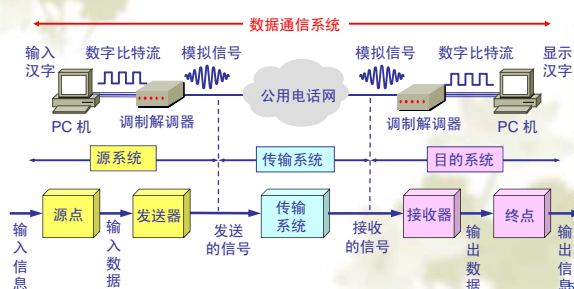 数据通信系统
输入
汉字
数字比特流
模拟信号
模拟信号
数字比特流
显示
汉字
公用电话网
PC 机
调制解调器
调制解调器
PC 机
源系统
传输系统
目的系统
源点
发送器
传输
系统
接收器
终点
输入信息
输入数据
发送
的信号
接收
的信号
输出数据
输出信息